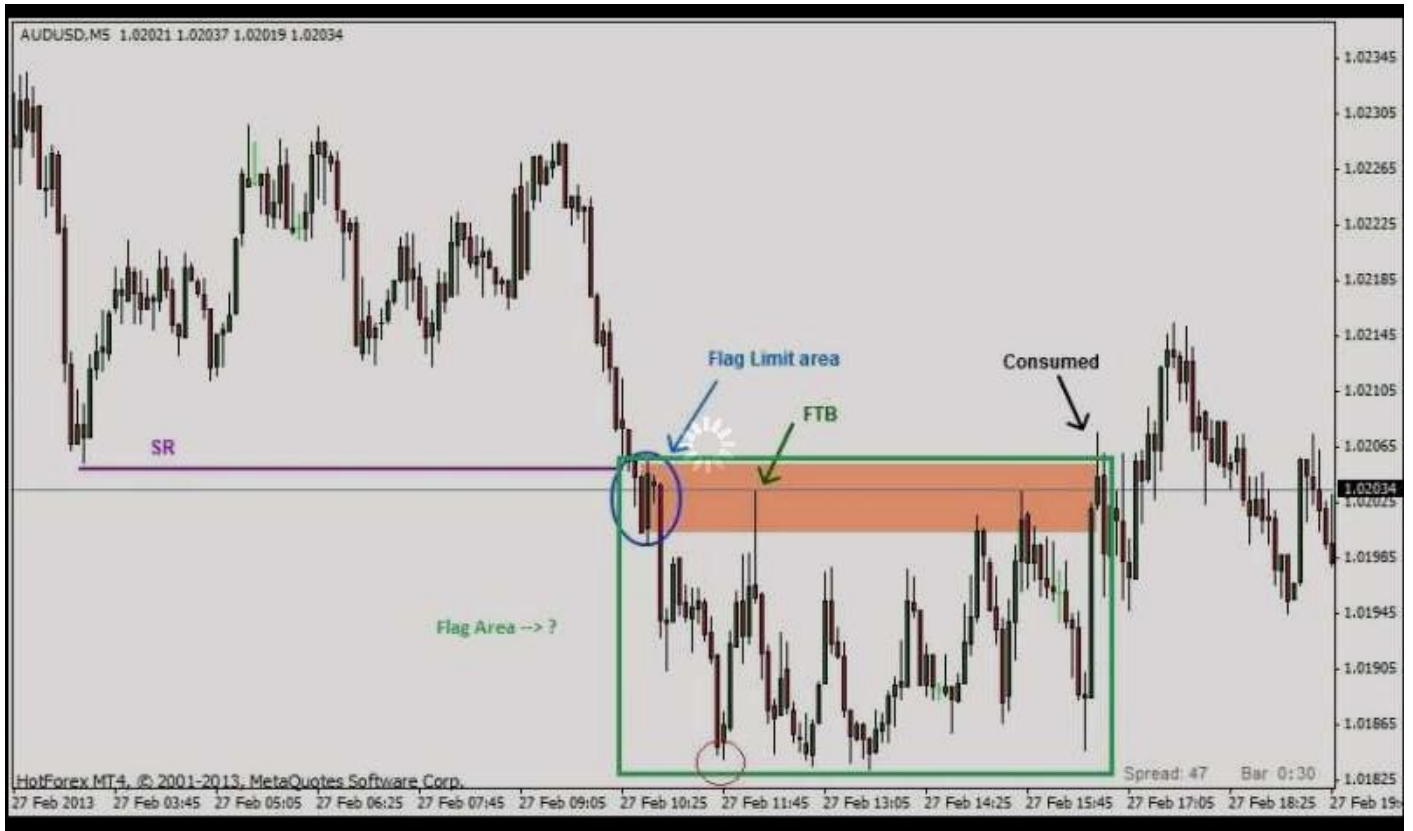 AUDUSD,M5 1.02021 1.02037 1.02019 1.02034
1.02345
1.02305
1.02265
1.02225
1.02185
1.02145
1.02105
1.02065
1.02034
1.02025
1.01965
1.01945
1.01905
1.01865
1.01825
Flag Limit area
Consumed
FTB
SR
Flag Area --> ?
Spread: 47 Bar 0:30
HotForex MT4, © 2001-2013, MetaQuotes Software Corp.
27 Feb 2013 27 Feb 03:45 27 Feb 05:05 27 Feb 06:25 27 Feb 07:45 27 Feb 09:05 27 Feb 10:25 27 Feb 11:45 27 Feb 13:05 27 Feb 14:25 27 Feb 15:45 27 Feb 17:05 27 Feb 18:25 27 Feb 19: